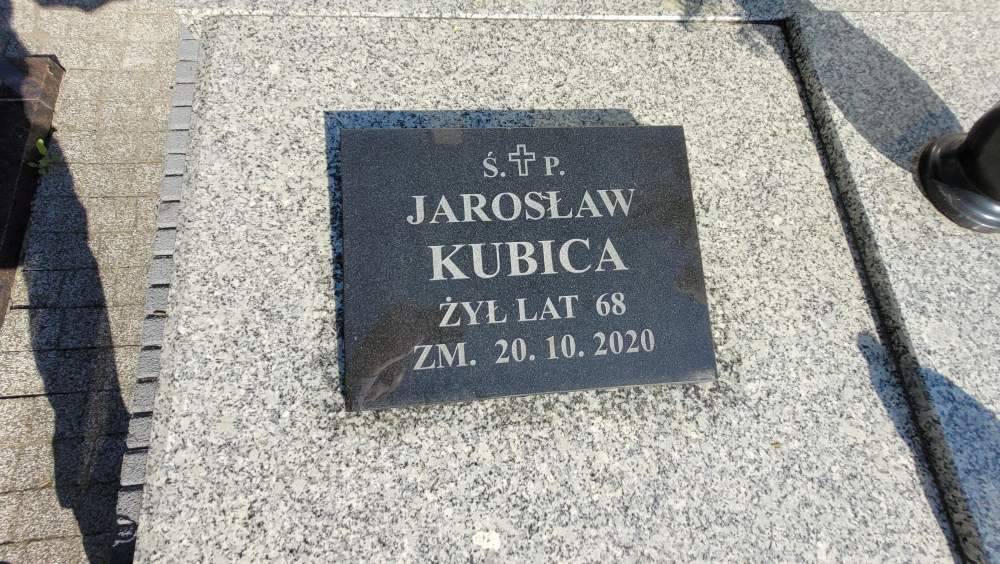 Ś. ✝ P.
JAROSŁAW
KUBICA
ŻYŁ LAT 68
ZM. 20. 10. 2020